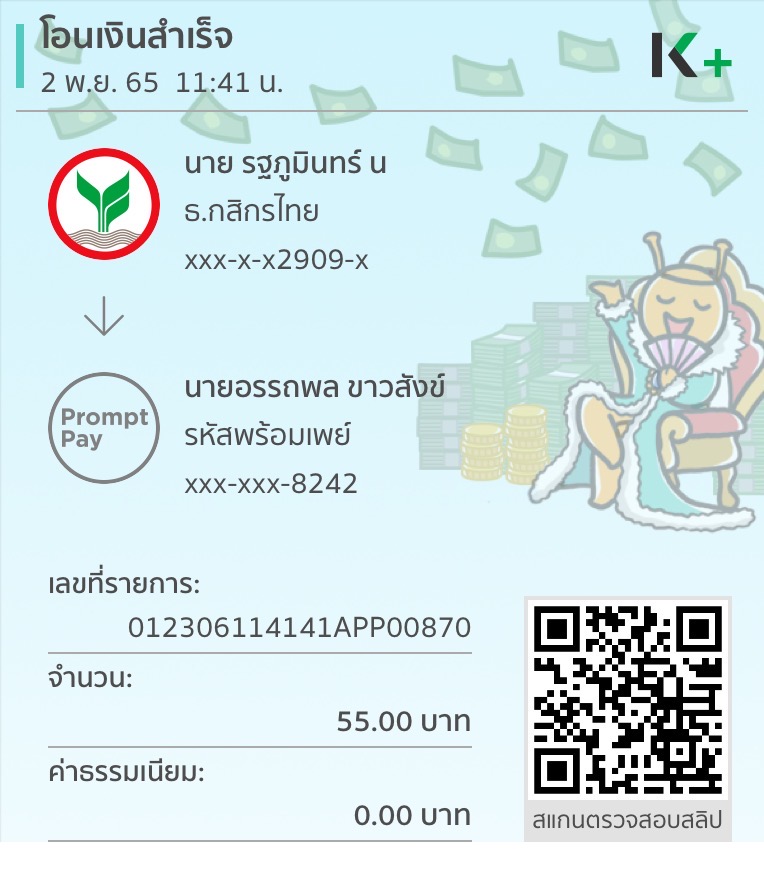 โอนเงินสำเร็จ
2 พ.ย. 65  11:41 น.
K+
นาย รฐภูมินทร์ น
ธ.กสิกรไทย
xxx-x-x2909-x
Prompt
Pay
นายอรรถพล ขาวสังข์
รหัสพร้อมเพย์
xxx-xxx-8242
เลขที่รายการ:
012306114141APP00870
จำนวน:
55.00 บาท
ค่าธรรมเนียม:
0.00 บาท
สแกนตรวจสอบสลิป